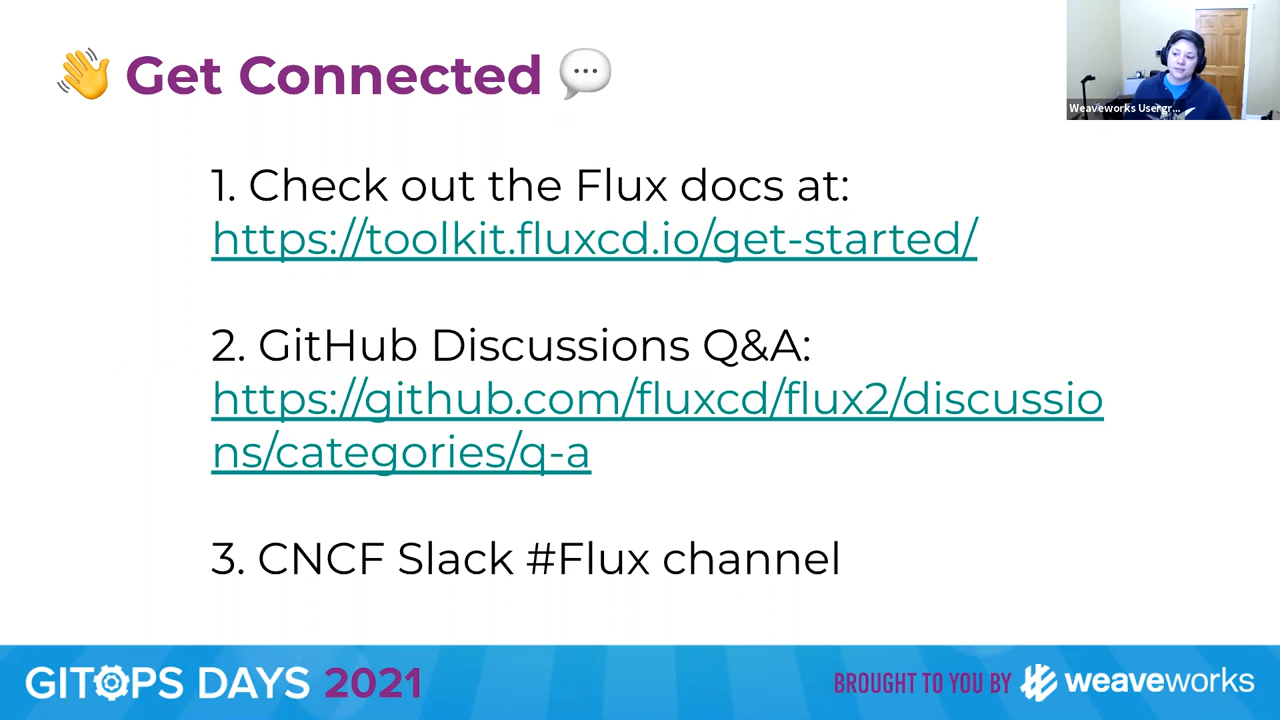 Get Connected
Weaveworks Usergr...
1. Check out the Flux docs at:
https://toolkit.fluxcd.io/get-started/
2. GitHub Discussions Q&A:
https://github.com/fluxcd/flux2/discussio
ns/categories/q-a
3. CNCF Slack #Flux channel
GITOPS DAYS 2021
BROUGHT TO YOU BY weaveworks